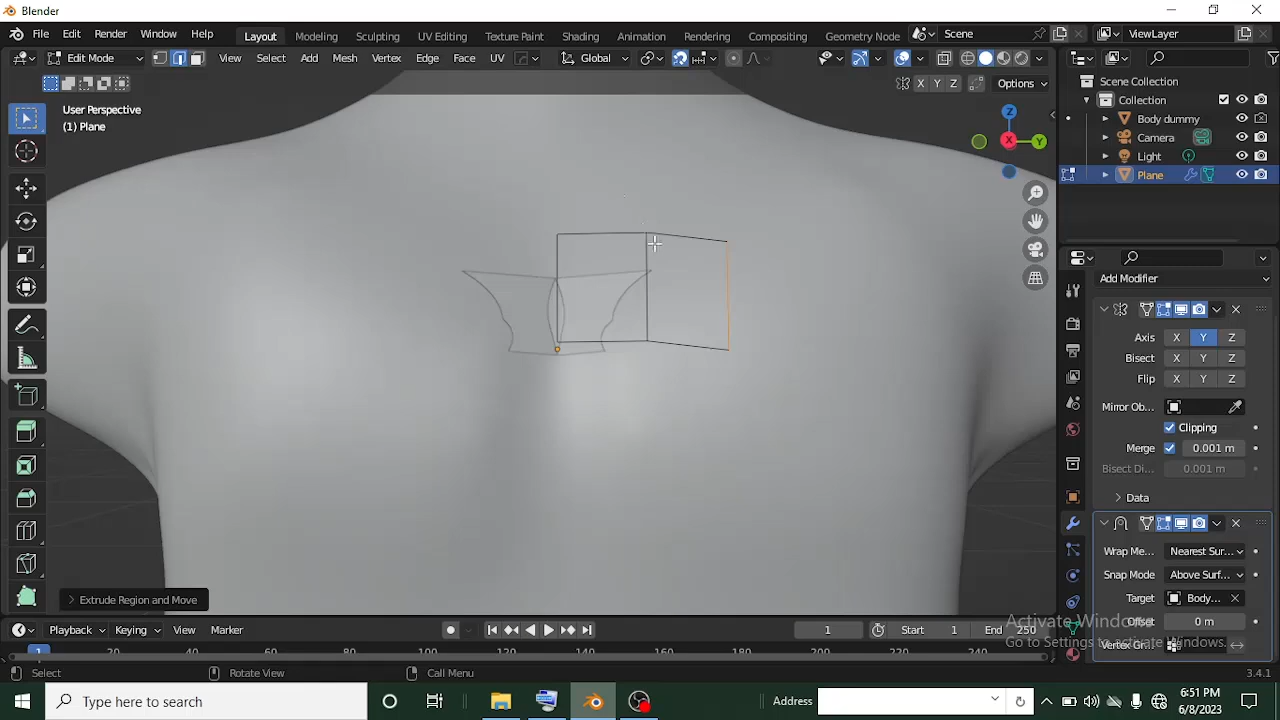 Blender
File Edit Render Window Help
Layout Modeling Sculpting UV Editing Texture Paint Shading Animation Rendering Compositing Geometry Node
Scene ViewLayer
Edit Mode View Select Add Mesh Vertex Edge Face UV Global
X Y Z Options
User Perspective
(1) Plane
Z
Y
X
Scene Collection
Collection
Body dummy
Camera
Light
Plane
Add Modifier
Axis X Y Z
Bisect X Y Z
Flip X Y Z
Mirror Ob...
Clipping
Merge 0.001 m
Bisect Di... 0.001 m
Data
Wrap Me... Nearest Sur...
Snap Mode Above Surf...
Target Body...
Offset 0 m
Vertex Gr...
Extrude Region and Move
Activate Windows
Go to Settings to activate Windows.
Playback Keying View Marker 1 Start 1 End 250
1 20 40 60 80 100 120 140 160 180 200 220 240
Select Rotate View Call Menu 3.4.1
Type here to search
Address
6:51 PM
6/8/2023